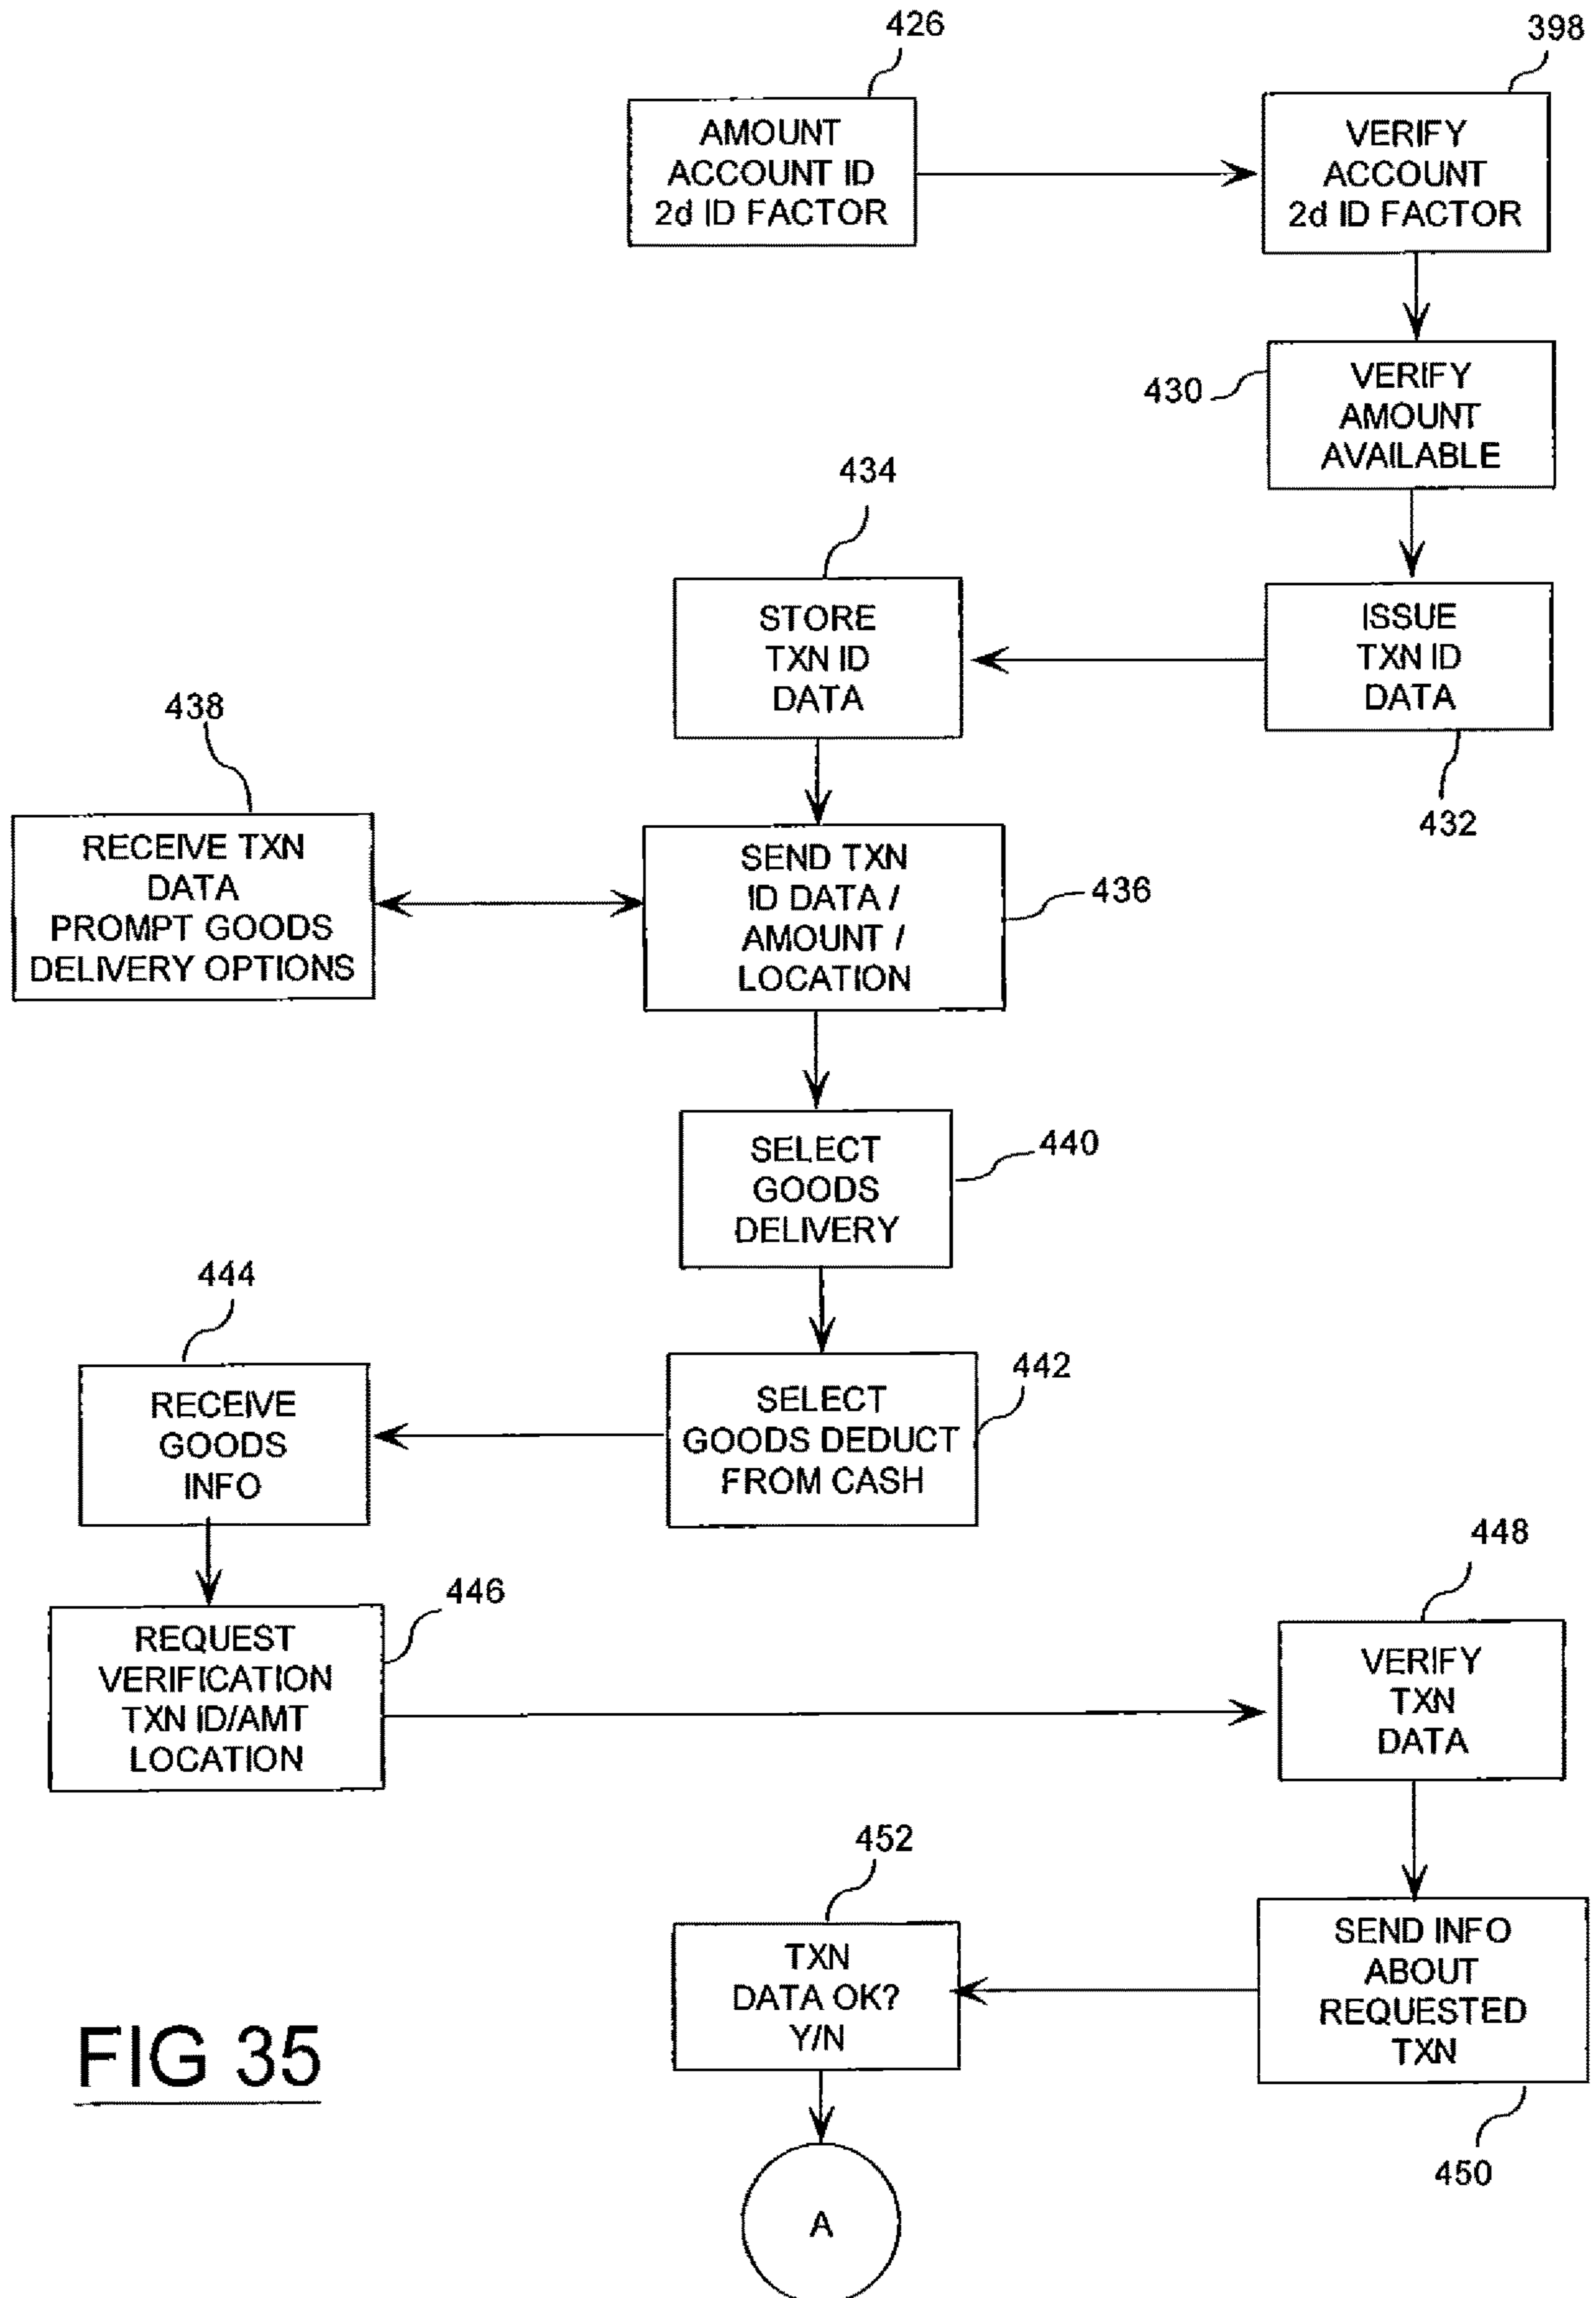 426
398
AMOUNT
ACCOUNT ID
2d ID FACTOR
VERIFY
ACCOUNT
2d ID FACTOR
430
VERIFY
AMOUNT
AVAILABLE
434
STORE
TXN ID
DATA
ISSUE
TXN ID
DATA
432
438
RECEIVE TXN
DATA
PROMPT GOODS
DELIVERY OPTIONS
SEND TXN
ID DATA /
AMOUNT /
LOCATION
436
SELECT
GOODS
DELIVERY
440
444
RECEIVE
GOODS
INFO
SELECT
GOODS DEDUCT
FROM CASH
442
446
REQUEST
VERIFICATION
TXN ID/AMT
LOCATION
448
VERIFY
TXN
DATA
452
TXN
DATA OK?
Y/N
SEND INFO
ABOUT
REQUESTED
TXN
450
FIG 35
A